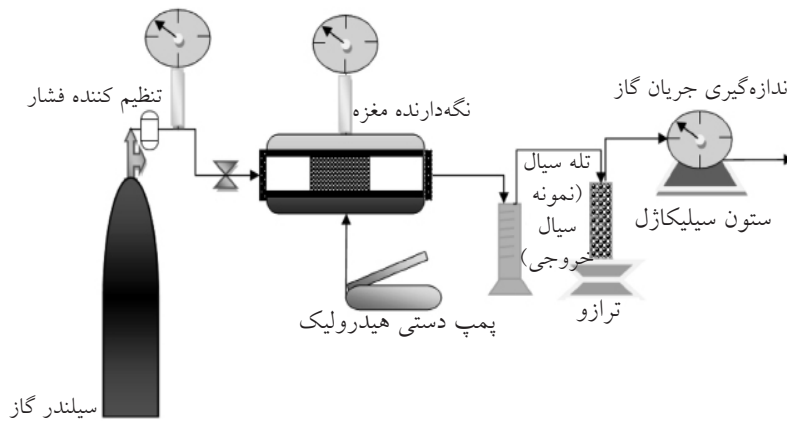 تنظیم کننده فشار
نگه‌دارنده مغزه
ندازه‌گیری جریان گاز
تله سیال
(نمونه
سیال
خروجی)
ستون سیلیکاژل
ترازو
پمپ دستی هیدرولیک
سیلندر گاز